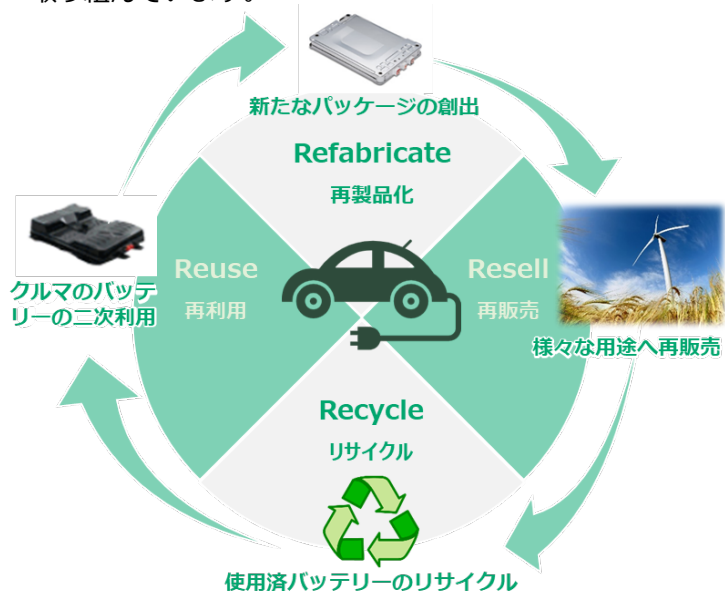 新たなパッケージの創出
Refabricate
再製品化
Reuse
再利用
クルマのバッテ
リーの二次利用
Resell
再販売
様々な用途へ再販売
Recycle
リサイクル
使用済バッテリーのリサイクル